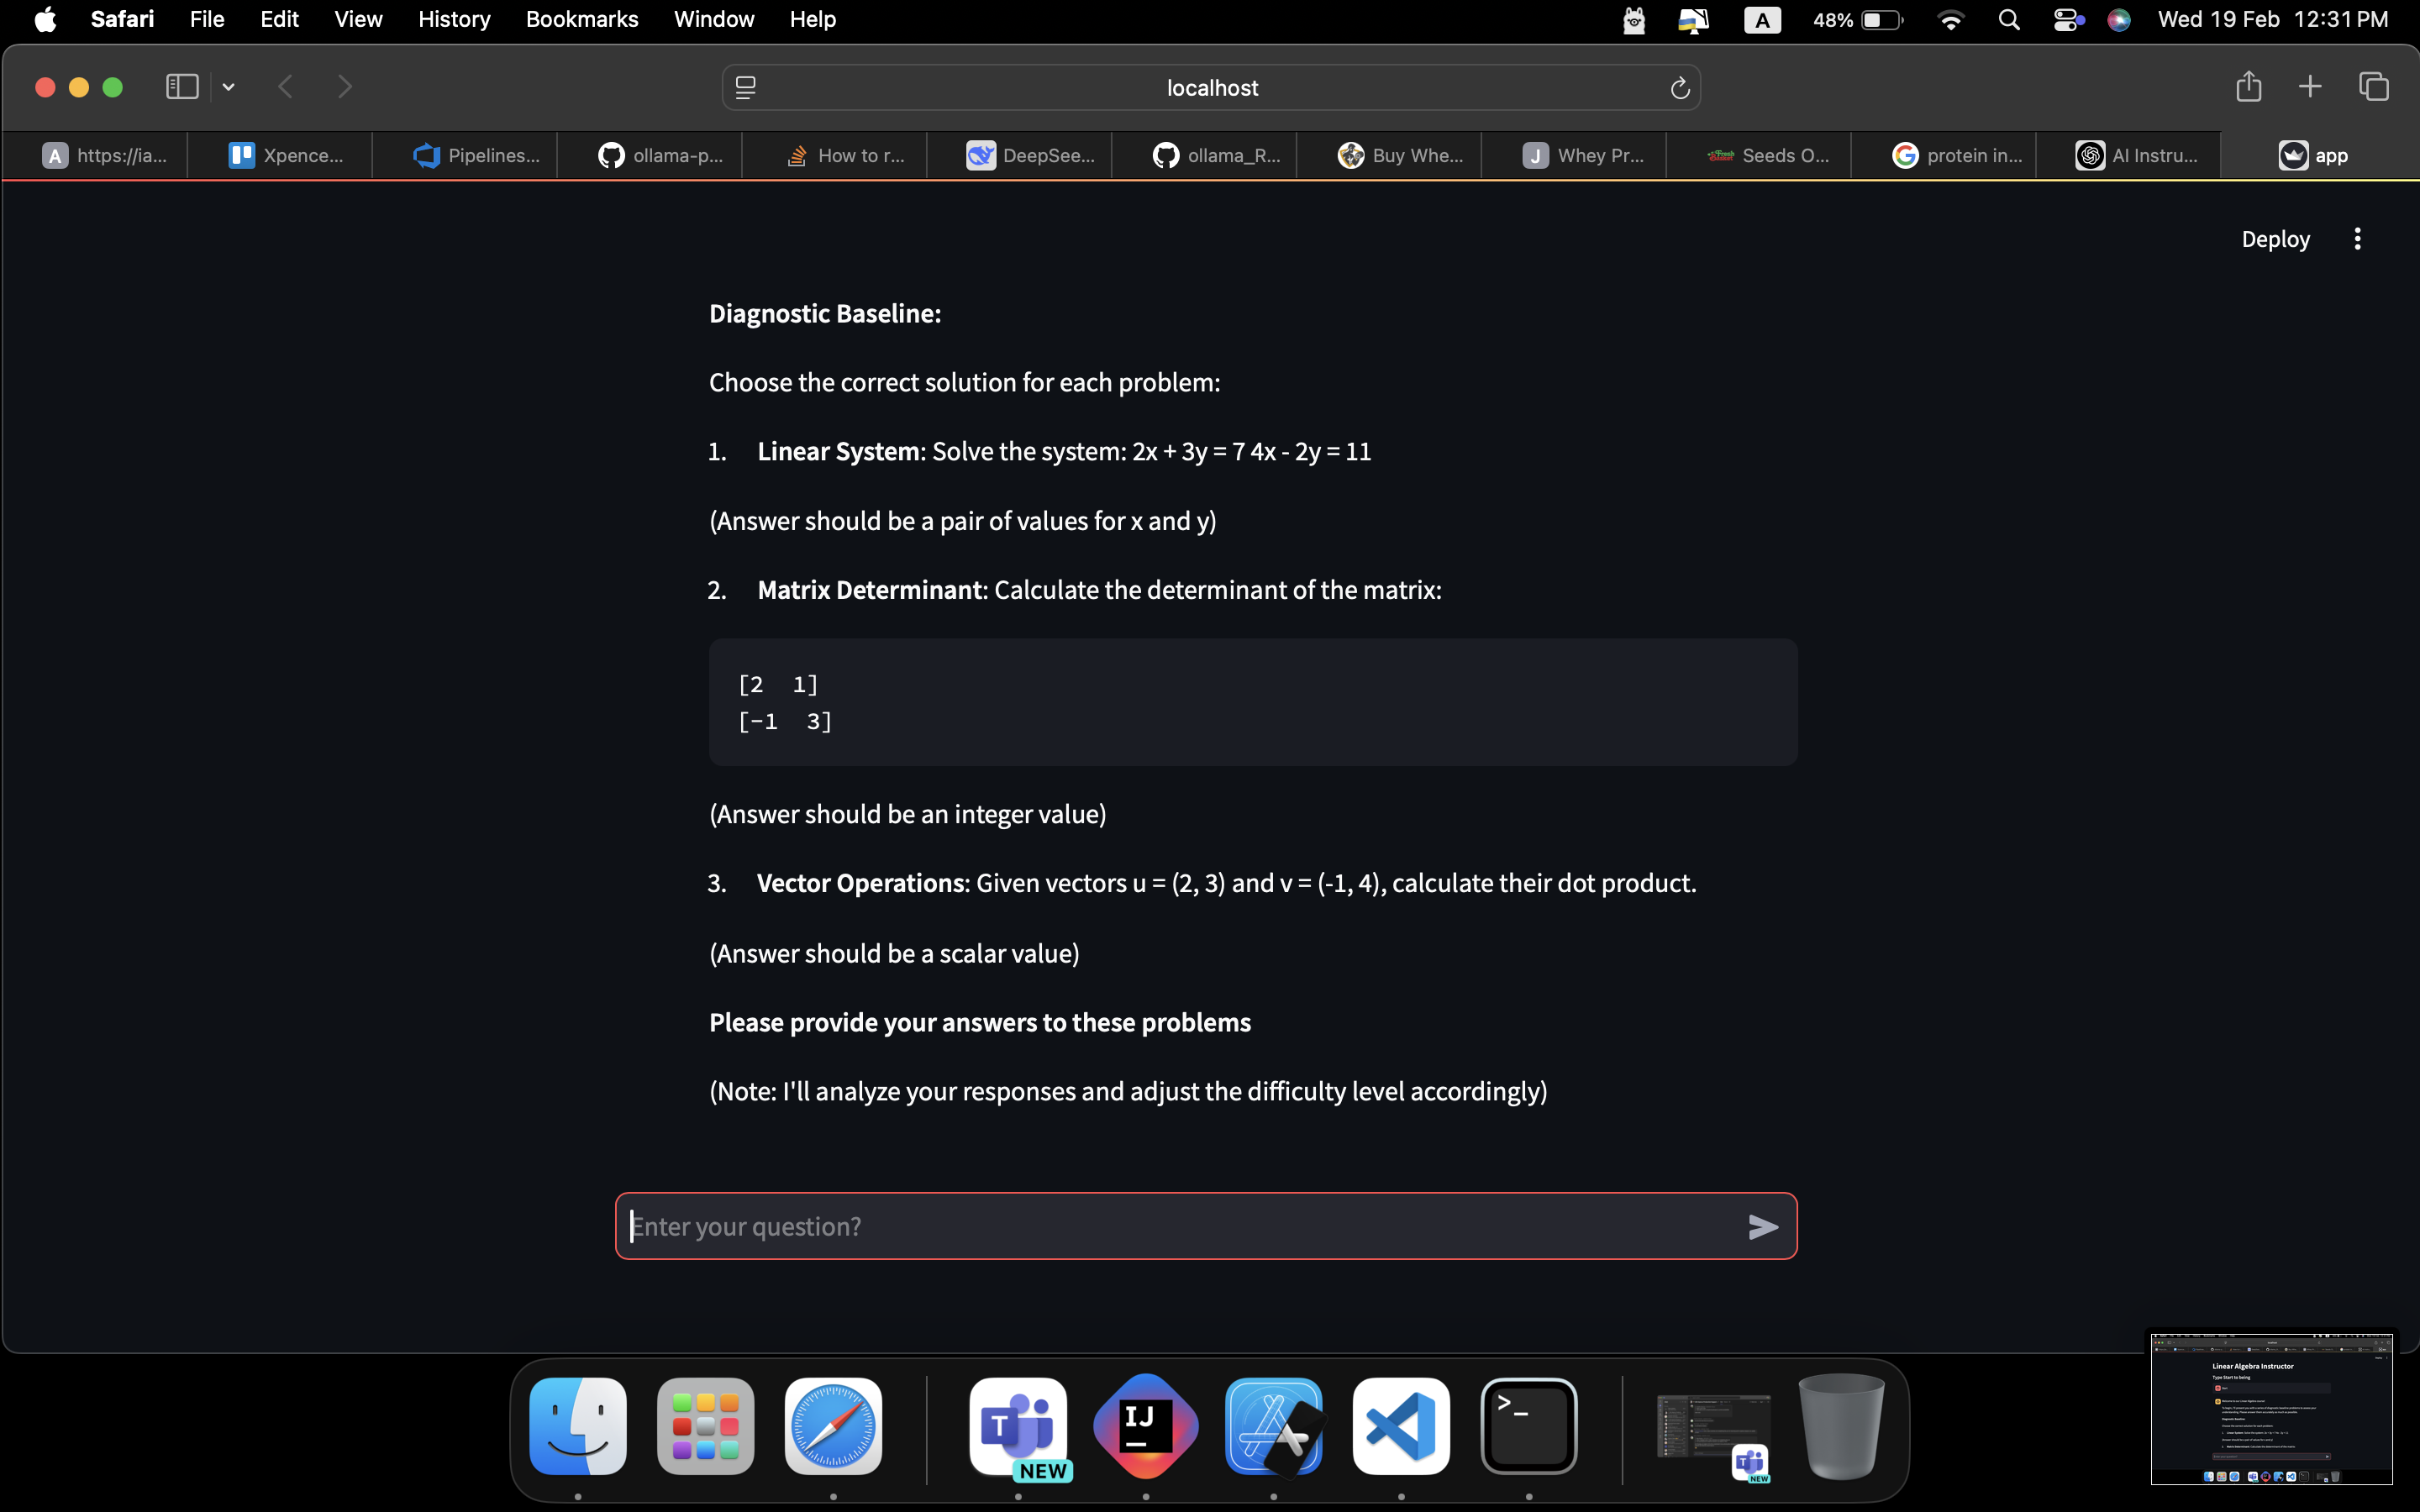 Safari File Edit View History Bookmarks Window Help A 48% Wed 19 Feb 12:31 PM
localhost
A https://ia... Xpence... Pipelines... ollama-p... How to r... DeepSee... ollama_R... Buy Whe... J Whey Pr... Seeds O... protein in... AI Instru... app
Deploy
Diagnostic Baseline:
Choose the correct solution for each problem:
1. Linear System: Solve the system: 2x + 3y = 7 4x - 2y = 11
(Answer should be a pair of values for x and y)
2. Matrix Determinant: Calculate the determinant of the matrix:
[2  1]
[-1  3]
(Answer should be an integer value)
3. Vector Operations: Given vectors u = (2, 3) and v = (-1, 4), calculate their dot product.
(Answer should be a scalar value)
Please provide your answers to these problems
(Note: I'll analyze your responses and adjust the difficulty level accordingly)
Enter your question?
Linear Algebra Instructor
Type Start to being
T NEW IJ >_ NEW